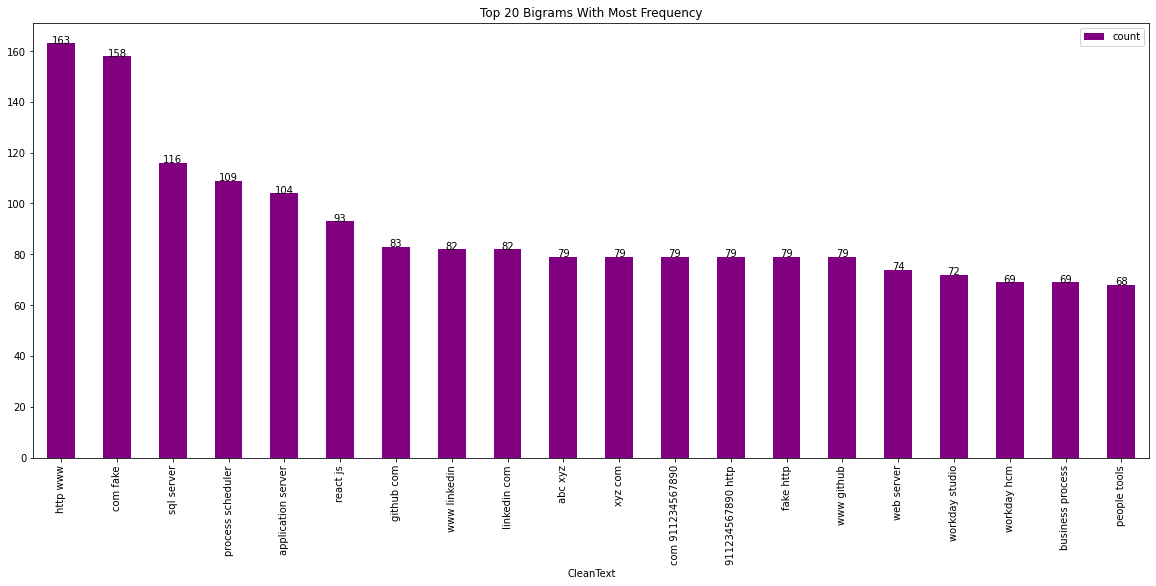 Top 20 Bigrams With Most Frequency
count
163
158
116
109
104
93
83
82
82
79
79
79
79
79
79
74
72
69
69
68
160
140
120
100
80
60
40
20
0
http www
com fake
sql server
process scheduler
application server
react js
github com
www linkedin
linkedin com
abc xyz
xyz com
com 911234567890
911234567890 http
fake http
www github
web server
workday studio
workday hcm
business process
people tools
CleanText